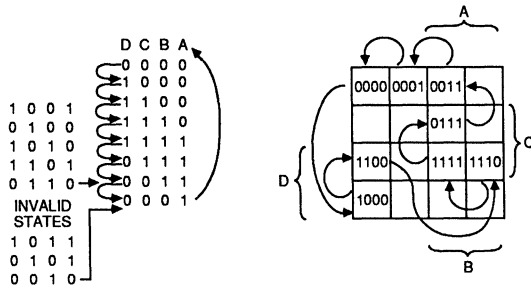 D C B A
0 0 0 0
1 0 0 0
1 1 0 0
1 1 1 0
1 1 1 1
0 1 1 1
0 0 1 1
0 0 0 1
1 0 0 1
0 1 0 0
1 0 1 0
1 1 0 1
0 1 1 0
INVALID
STATES
1 0 1 1
0 1 0 1
0 0 1 0
A
0000 0001 0011
0111
C
1100 1111 1110
D
1000
B